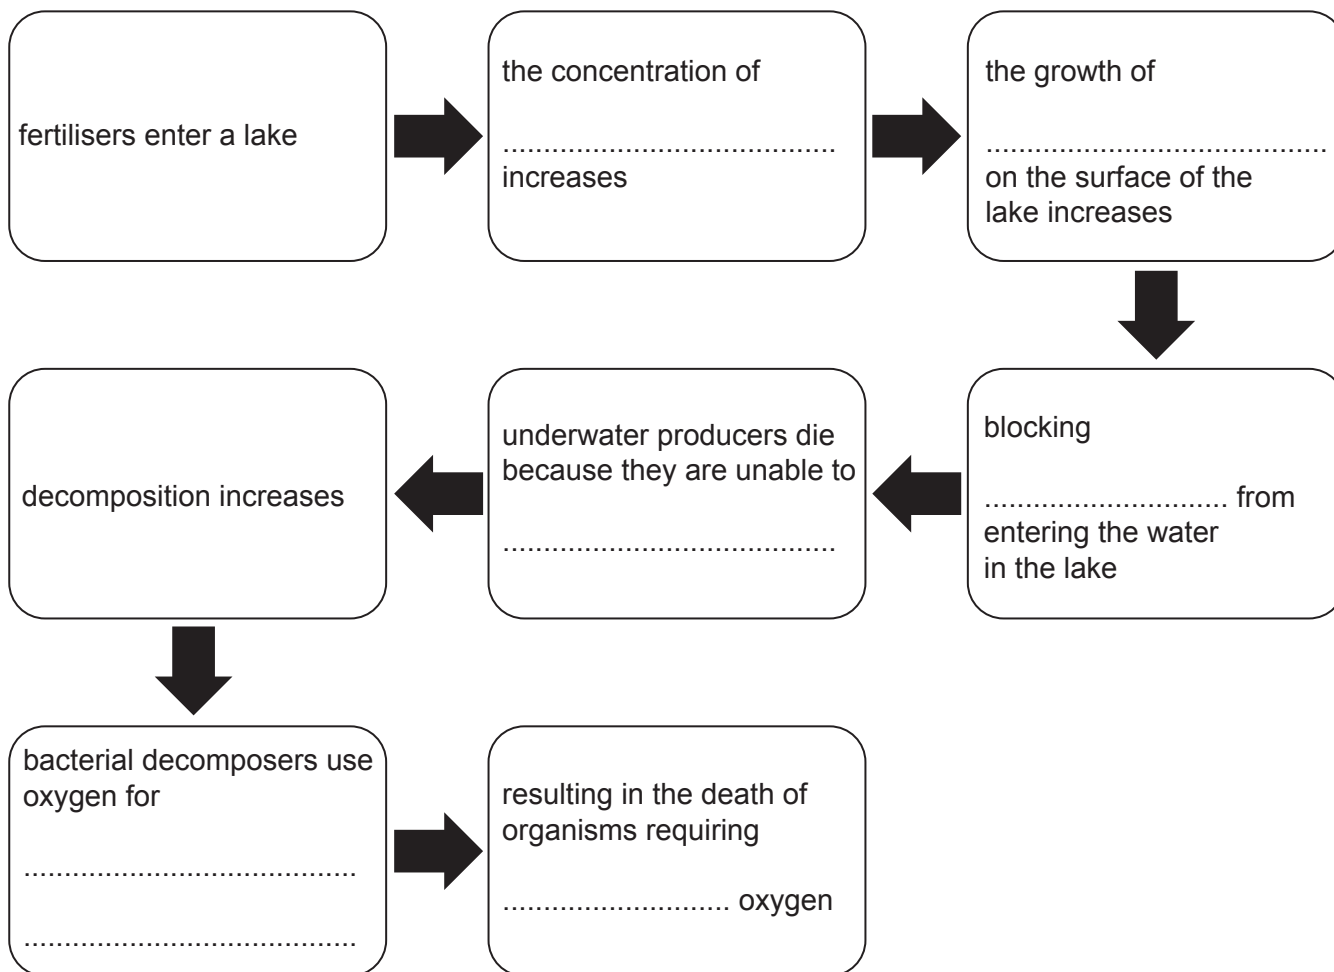 fertilisers enter a lake
the concentration of
........................................
increases
the growth of
.........................................
on the surface of the
lake increases
blocking
.............................. from
entering the water
in the lake
underwater producers die
because they are unable to
........................................
decomposition increases
bacterial decomposers use
oxygen for
........................................
........................................
resulting in the death of
organisms requiring
............................ oxygen